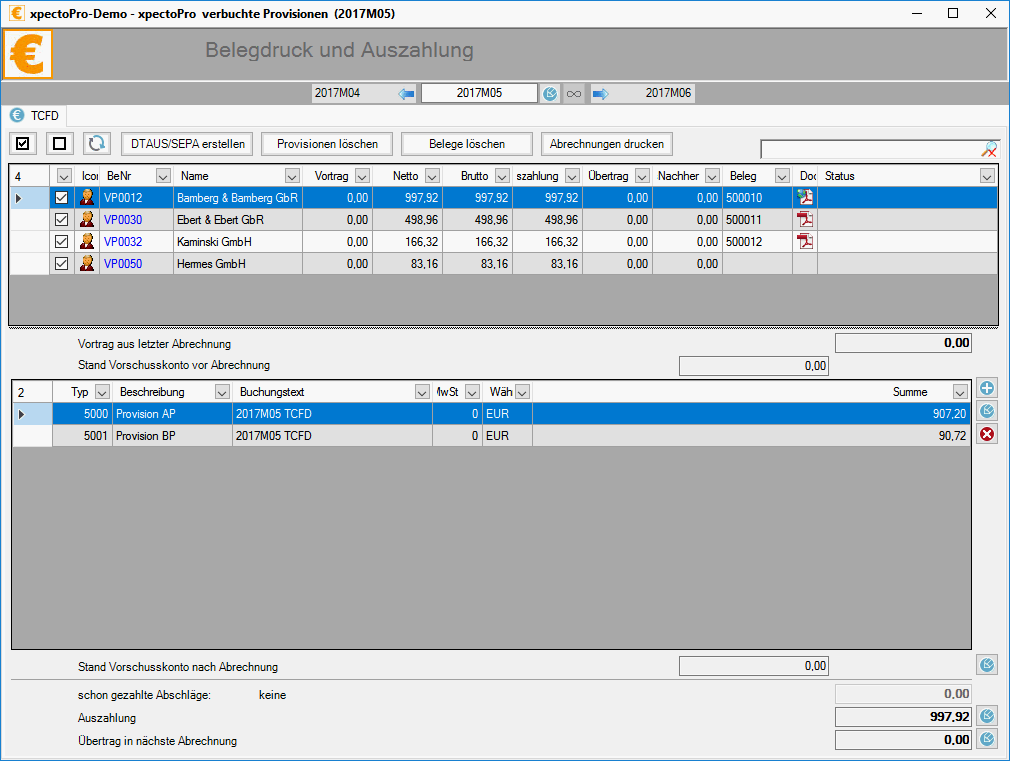 xpectoPro-Demo - xpectoPro verbuchte Provisionen (2017M05)
€
Belegdruck und Auszahlung
2017M04 2017M05 ∞ 2017M06
€ TCFD
DTAUS/SEPA erstellen Provisionen löschen Belege löschen Abrechnungen drucken
4 Icon BeNr Name Vortrag Netto Brutto szahlung Übertrag Nachher Beleg Doc Status
VP0012 Bamberg & Bamberg GbR 0,00 997,92 997,92 997,92 0,00 0,00 500010
VP0030 Ebert & Ebert GbR 0,00 498,96 498,96 498,96 0,00 0,00 500011
VP0032 Kaminski GmbH 0,00 166,32 166,32 166,32 0,00 0,00 500012
VP0050 Hermes GmbH 0,00 83,16 83,16 83,16 0,00 0,00
Vortrag aus letzter Abrechnung 0,00
Stand Vorschusskonto vor Abrechnung 0,00
2 Typ Beschreibung Buchungstext MwSt Wäh Summe
5000 Provision AP 2017M05 TCFD 0 EUR 907,20
5001 Provision BP 2017M05 TCFD 0 EUR 90,72
Stand Vorschusskonto nach Abrechnung 0,00
schon gezahlte Abschläge: keine 0,00
Auszahlung 997,92
Übertrag in nächste Abrechnung 0,00